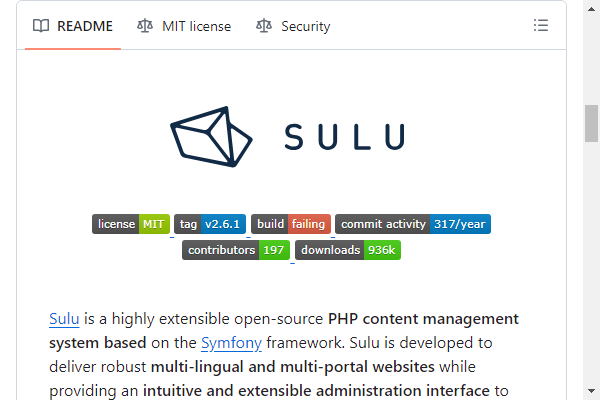 README MIT license Security
SULU
license MIT tag v2.6.1 build failing commit activity 317/year
contributors 197 downloads 936k
Sulu is a highly extensible open-source PHP content management
system based on the Symfony framework. Sulu is developed to
deliver robust multi-lingual and multi-portal websites while
providing an intuitive and extensible administration interface to